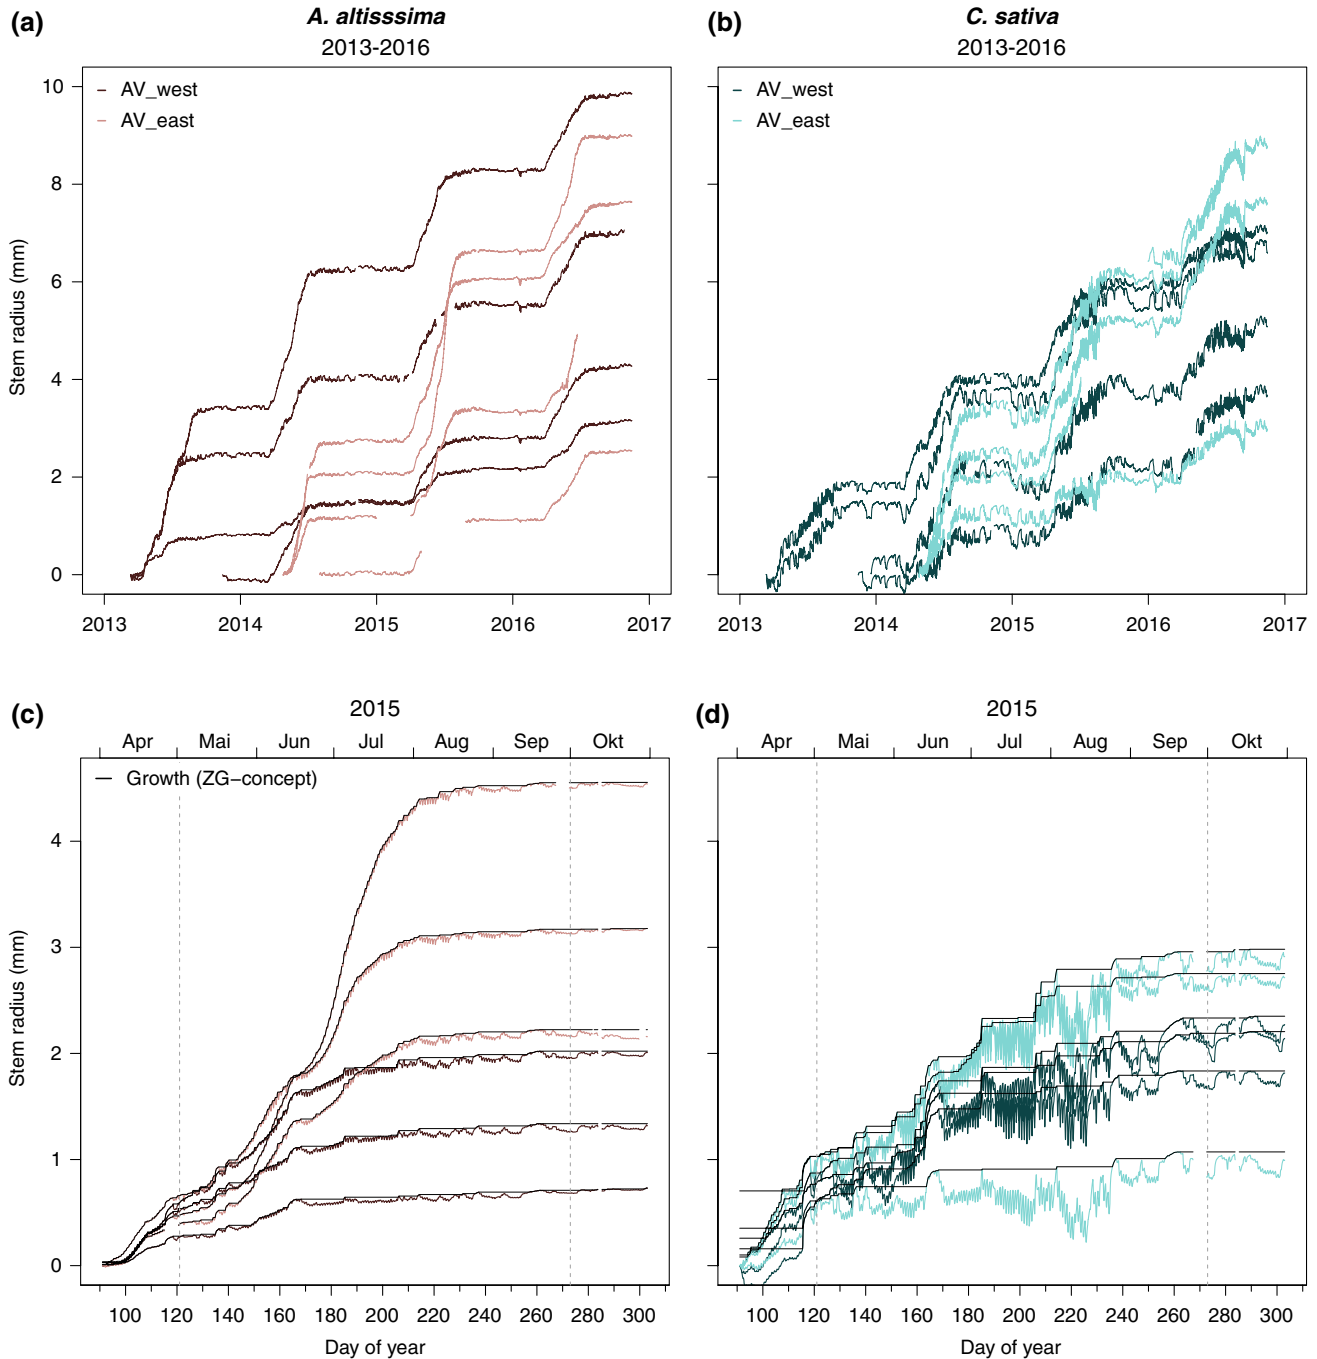 (a)
A. altisssima
2013-2016
AV_west
AV_east
10
8
6
4
2
0
Stem radius (mm)
2013 2014 2015 2016 2017
(b)
C. sativa
2013-2016
AV_west
AV_east
2013 2014 2015 2016 2017
(c)
2015
Apr Mai Jun Jul Aug Sep Okt
Growth (ZG-concept)
4
3
2
1
0
Stem radius (mm)
100 120 140 160 180 200 220 240 260 280 300
Day of year
(d)
2015
Apr Mai Jun Jul Aug Sep Okt
100 120 140 160 180 200 220 240 260 280 300
Day of year